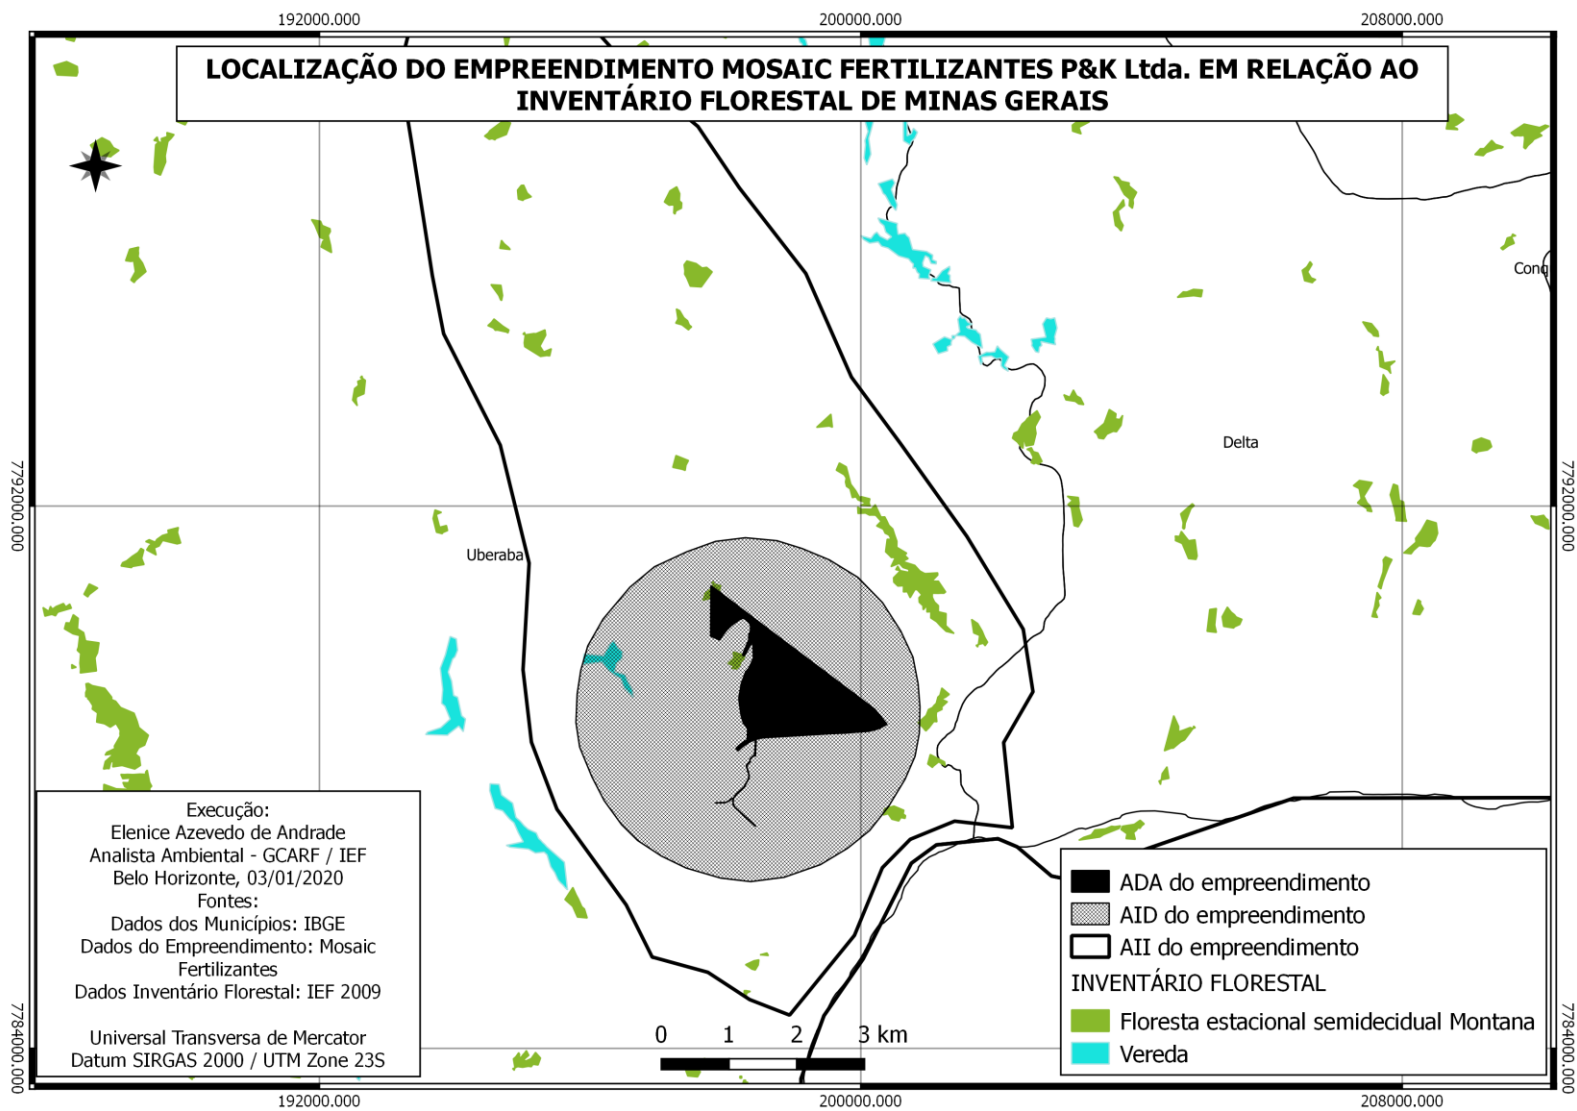 192000.000
200000.000
208000.000
LOCALIZAÇÃO DO EMPREENDIMENTO MOSAIC FERTILIZANTES P&K Ltda. EM RELAÇÃO AO
INVENTÁRIO FLORESTAL DE MINAS GERAIS
Conq
Delta
7792000.000
7792000.000
Uberaba
Execução:
Elenice Azevedo de Andrade
Analista Ambiental - GCARF / IEF
Belo Horizonte, 03/01/2020
Fontes:
Dados dos Municípios: IBGE
Dados do Empreendimento: Mosaic
Fertilizantes
Dados Inventário Florestal: IEF 2009
Universal Transversa de Mercator
Datum SIRGAS 2000 / UTM Zone 23S
0 1 2 3 km
ADA do empreendimento
AID do empreendimento
AII do empreendimento
INVENTÁRIO FLORESTAL
Floresta estacional semidecidual Montana
Vereda
7784000.000
7784000.000
192000.000
200000.000
208000.000